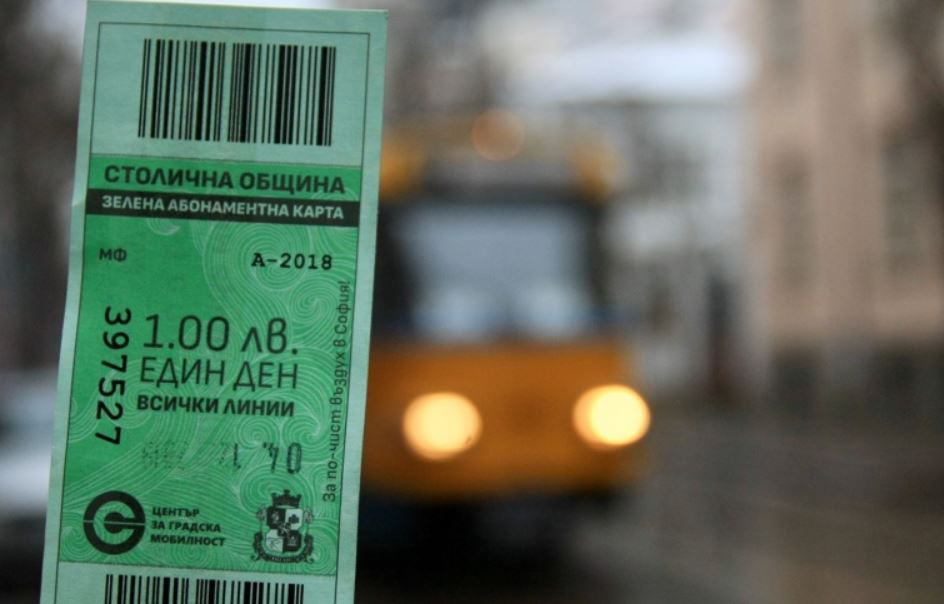 СТОЛИЧНА ОБЩИНА
ЗЕЛЕНА АБОНАМЕНТНА КАРТА
МФ
А-2018
397527
1.00 лв.
ЕДИН ДЕН
ВСИЧКИ ЛИНИИ
За по-чист въздух в София!
ЦЕНТЪР
ЗА ГРАДСКА
МОБИЛНОСТ